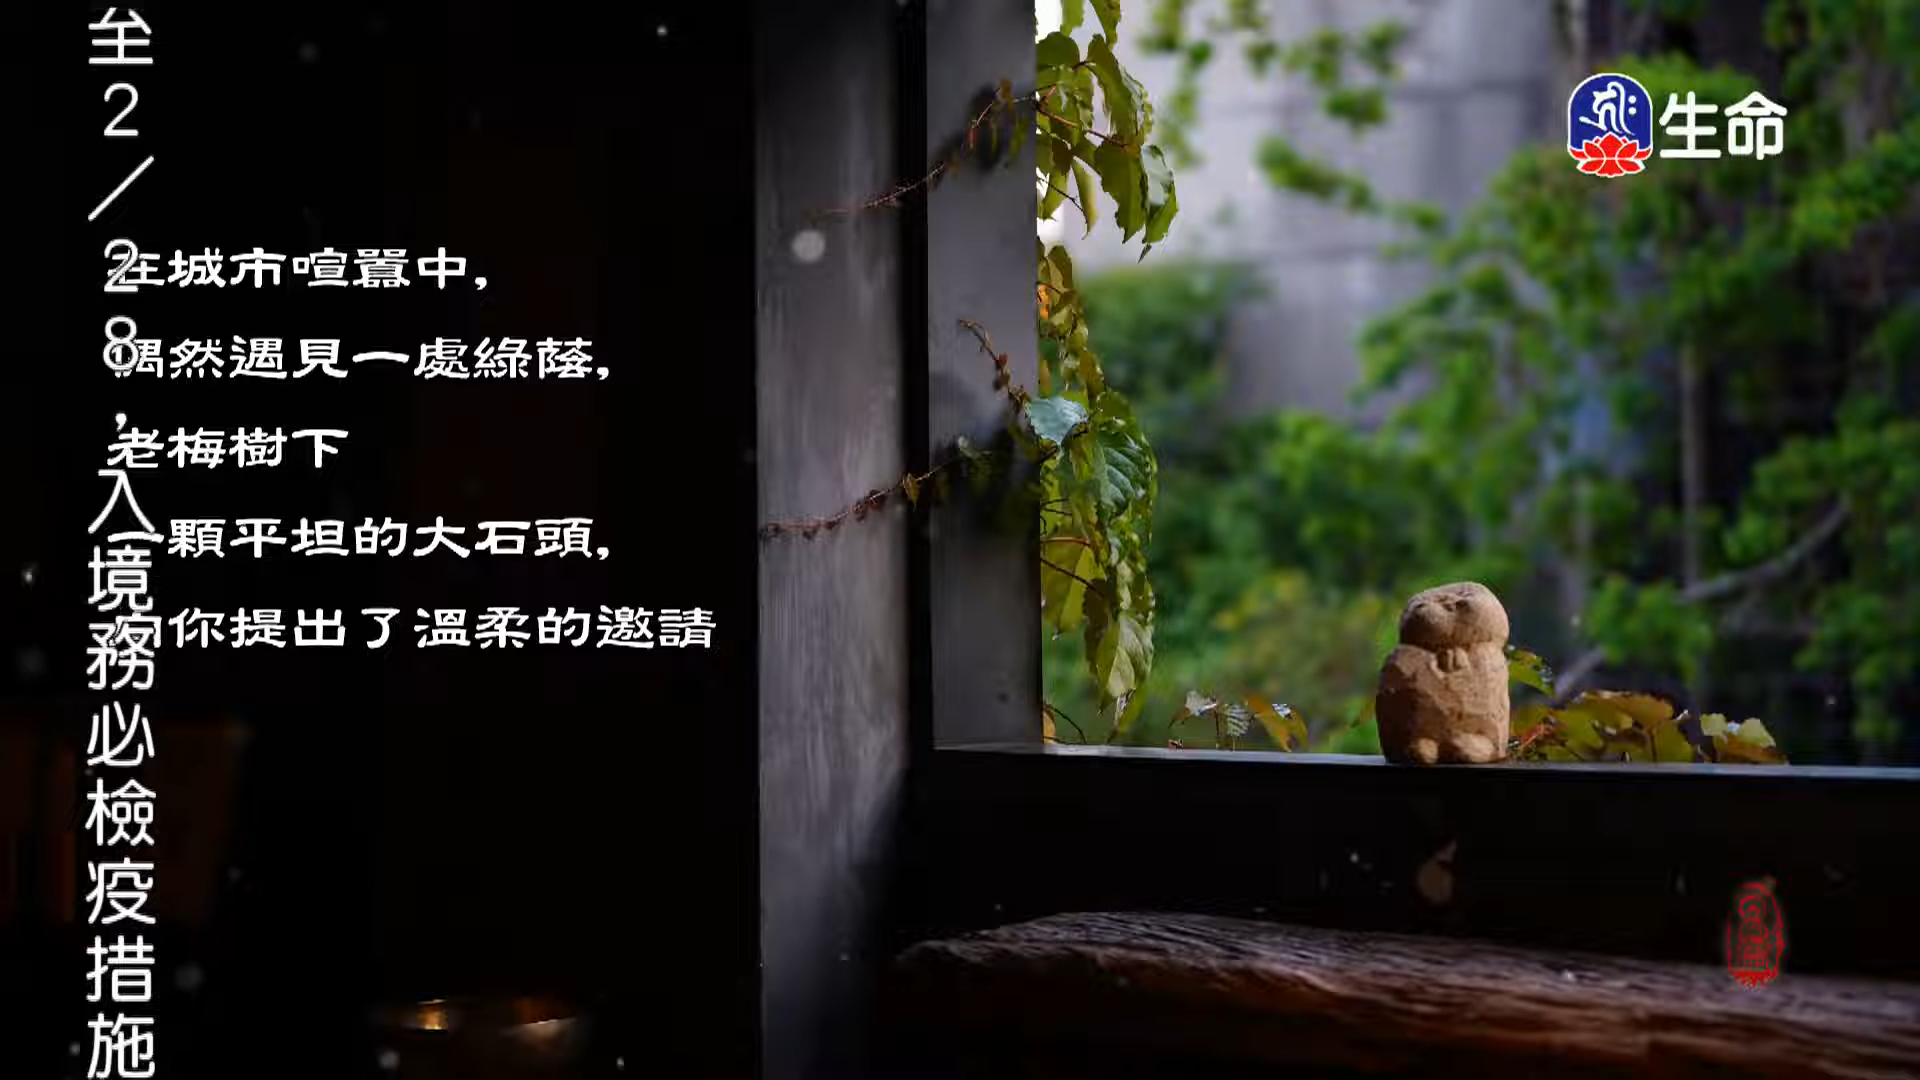 至2／28，入境務必檢疫措施
在城市喧囂中,
偶然遇見一處綠蔭,
老梅樹下
一顆平坦的大石頭,
向你提出了溫柔的邀請
生命